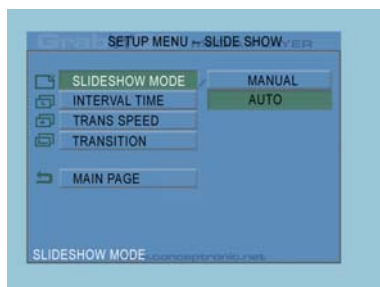 SETUP MENU ~ SLIDE SHOW
SLIDESHOW MODE
MANUAL
INTERVAL TIME
AUTO
TRANS SPEED
TRANSITION
MAIN PAGE
SLIDESHOW MODE